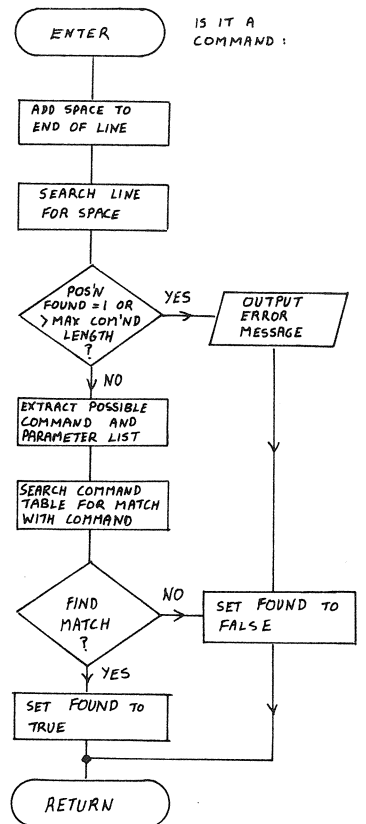 ENTER
IS IT A
COMMAND :
ADD SPACE TO
END OF LINE
SEARCH LINE
FOR SPACE
POS'N
FOUND = 1 OR
> MAX COM'ND
LENGTH
?
YES
OUTPUT
ERROR
MESSAGE
NO
EXTRACT POSSIBLE
COMMAND AND
PARAMETER LIST
SEARCH COMMAND
TABLE FOR MATCH
WITH COMMAND
FIND
MATCH
?
NO
SET FOUND TO
FALSE
YES
SET FOUND TO
TRUE
RETURN